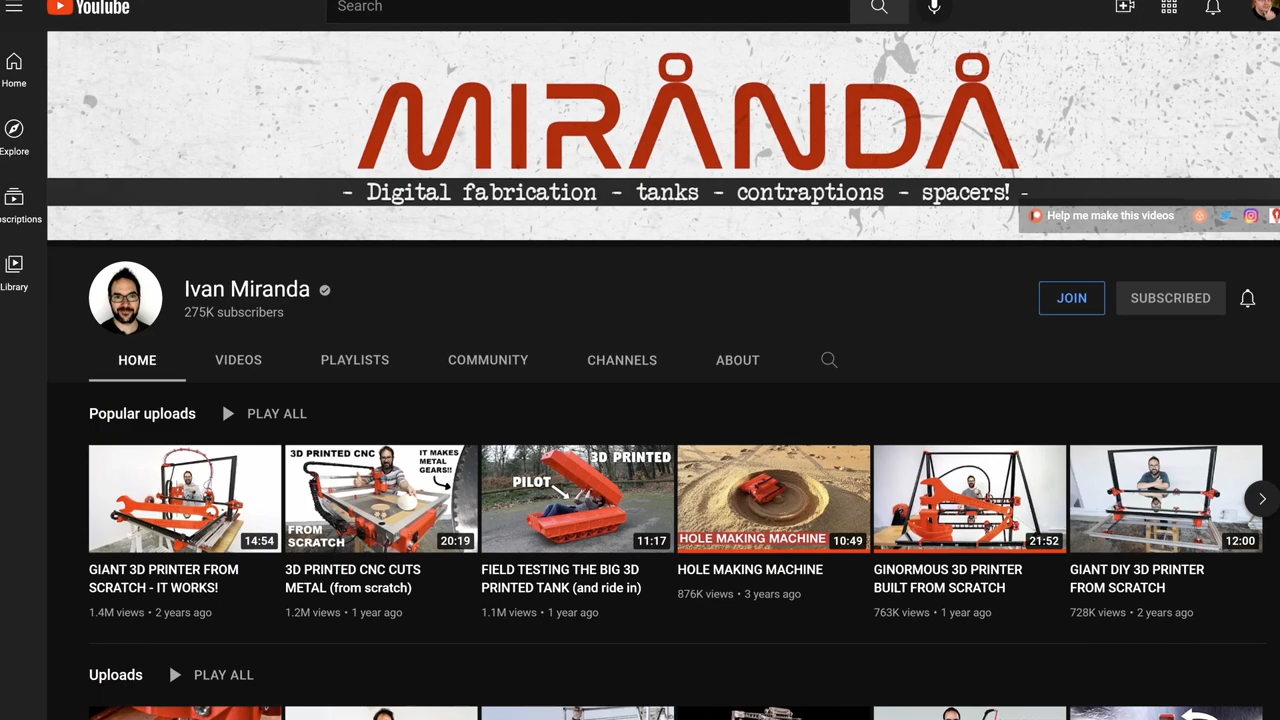 YouTube
Search
Home
Explore
scriptions
Library
MIRÅNDÅ
- Digital fabrication - tanks - contraptions - spacers! -
Help me make this videos
Ivan Miranda
275K subscribers
JOIN
SUBSCRIBED
HOME
VIDEOS
PLAYLISTS
COMMUNITY
CHANNELS
ABOUT
Popular uploads
PLAY ALL
14:54
3D PRINTED CNC
IT MAKES
METAL
GEARS!!
FROM
SCRATCH
20:19
3D PRINTED
PILOT
11:17
HOLE MAKING MACHINE
10:49
21:52
12:00
GIANT 3D PRINTER FROM
SCRATCH - IT WORKS!
1.4M views • 2 years ago
3D PRINTED CNC CUTS
METAL (from scratch)
1.2M views • 1 year ago
FIELD TESTING THE BIG 3D
PRINTED TANK (and ride in)
1.1M views • 1 year ago
HOLE MAKING MACHINE
876K views • 3 years ago
GINORMOUS 3D PRINTER
BUILT FROM SCRATCH
763K views • 1 year ago
GIANT DIY 3D PRINTER
FROM SCRATCH
728K views • 2 years ago
Uploads
PLAY ALL